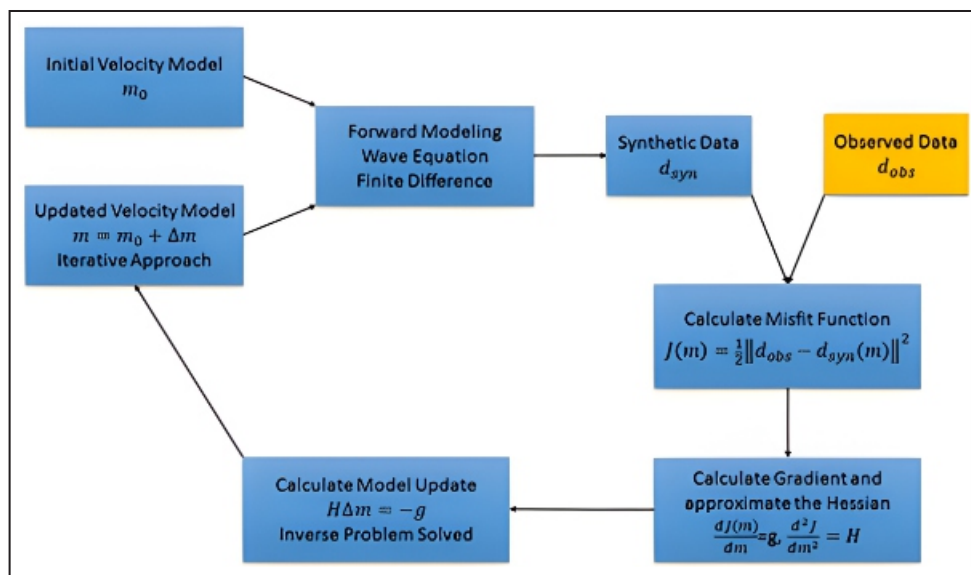 Initial Velocity Model
m₀
Forward Modeling
Wave Equation
Finite Difference
Synthetic Data
d_syn
Observed Data
d_obs
Updated Velocity Model
m = m₀ + Δm
Iterative Approach
Calculate Misfit Function
J(m) = ½‖d_obs − d_syn(m)‖²
Calculate Model Update
HΔm = −g
Inverse Problem Solved
Calculate Gradient and
approximate the Hessian
dJ(m)/dm=g, d²J/dm² = H